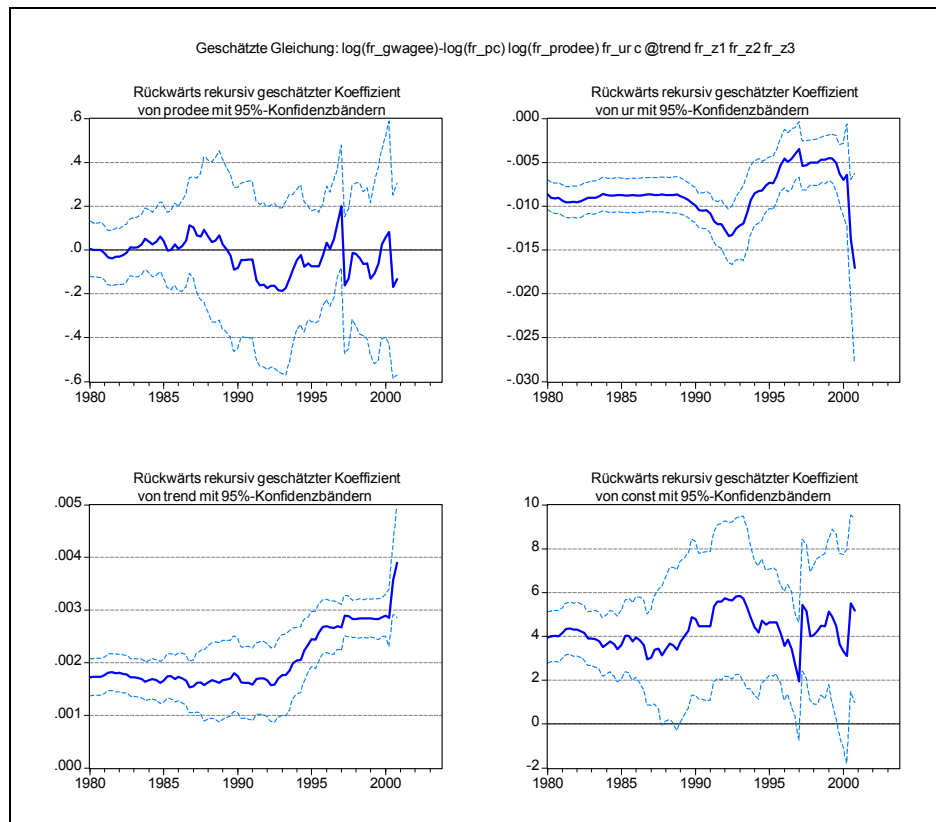 Geschätzte Gleichung: log(fr_gwagee)-log(fr_pc) log(fr_prodee) fr_ur c @trend fr_z1 fr_z2 fr_z3
Rückwärts rekursiv geschätzter Koeffizient
von prodee mit 95%-Konfidenzbändern
.6
.4
.2
.0
-.2
-.4
-.6
1980 1985 1990 1995 2000
Rückwärts rekursiv geschätzter Koeffizient
von ur mit 95%-Konfidenzbändern
.000
-.005
-.010
-.015
-.020
-.025
-.030
1980 1985 1990 1995 2000
Rückwärts rekursiv geschätzter Koeffizient
von trend mit 95%-Konfidenzbändern
.005
.004
.003
.002
.001
.000
1980 1985 1990 1995 2000
Rückwärts rekursiv geschätzter Koeffizient
von const mit 95%-Konfidenzbändern
10
8
6
4
2
0
-2
1980 1985 1990 1995 2000